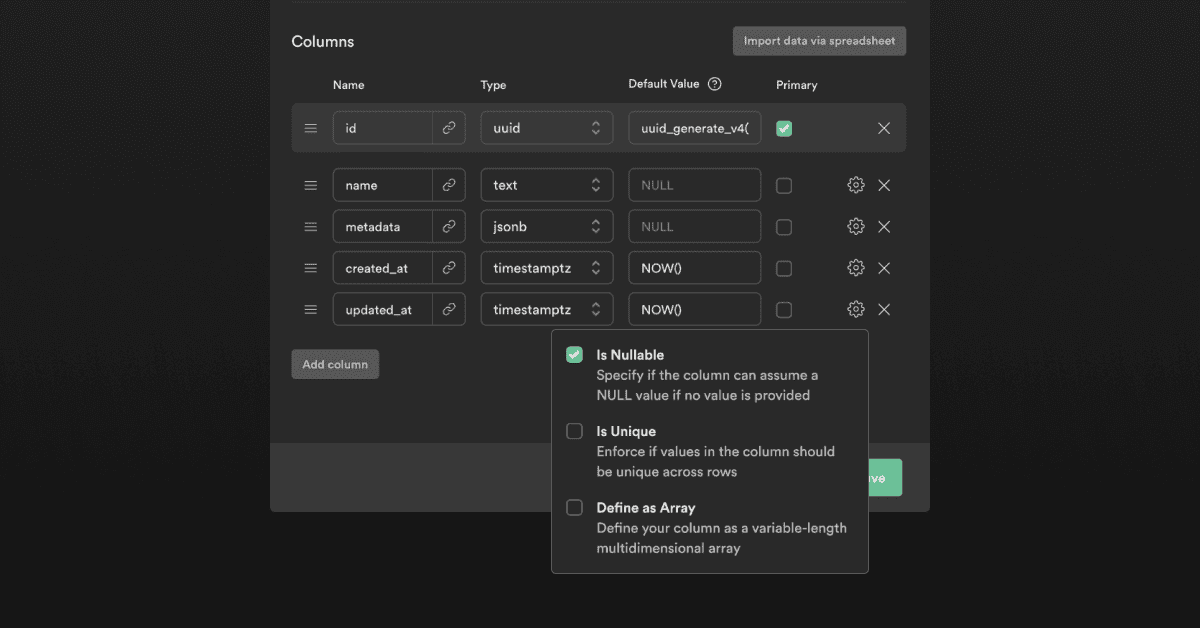 Columns
Import data via spreadsheet
Name Type Default Value Primary
id uuid uuid_generate_v4(
name text NULL
metadata jsonb NULL
created_at timestamptz NOW()
updated_at timestamptz NOW()
Add column
Is Nullable
Specify if the column can assume a
NULL value if no value is provided
Is Unique
Enforce if values in the column should
be unique across rows
ve
Define as Array
Define your column as a variable-length
multidimensional array